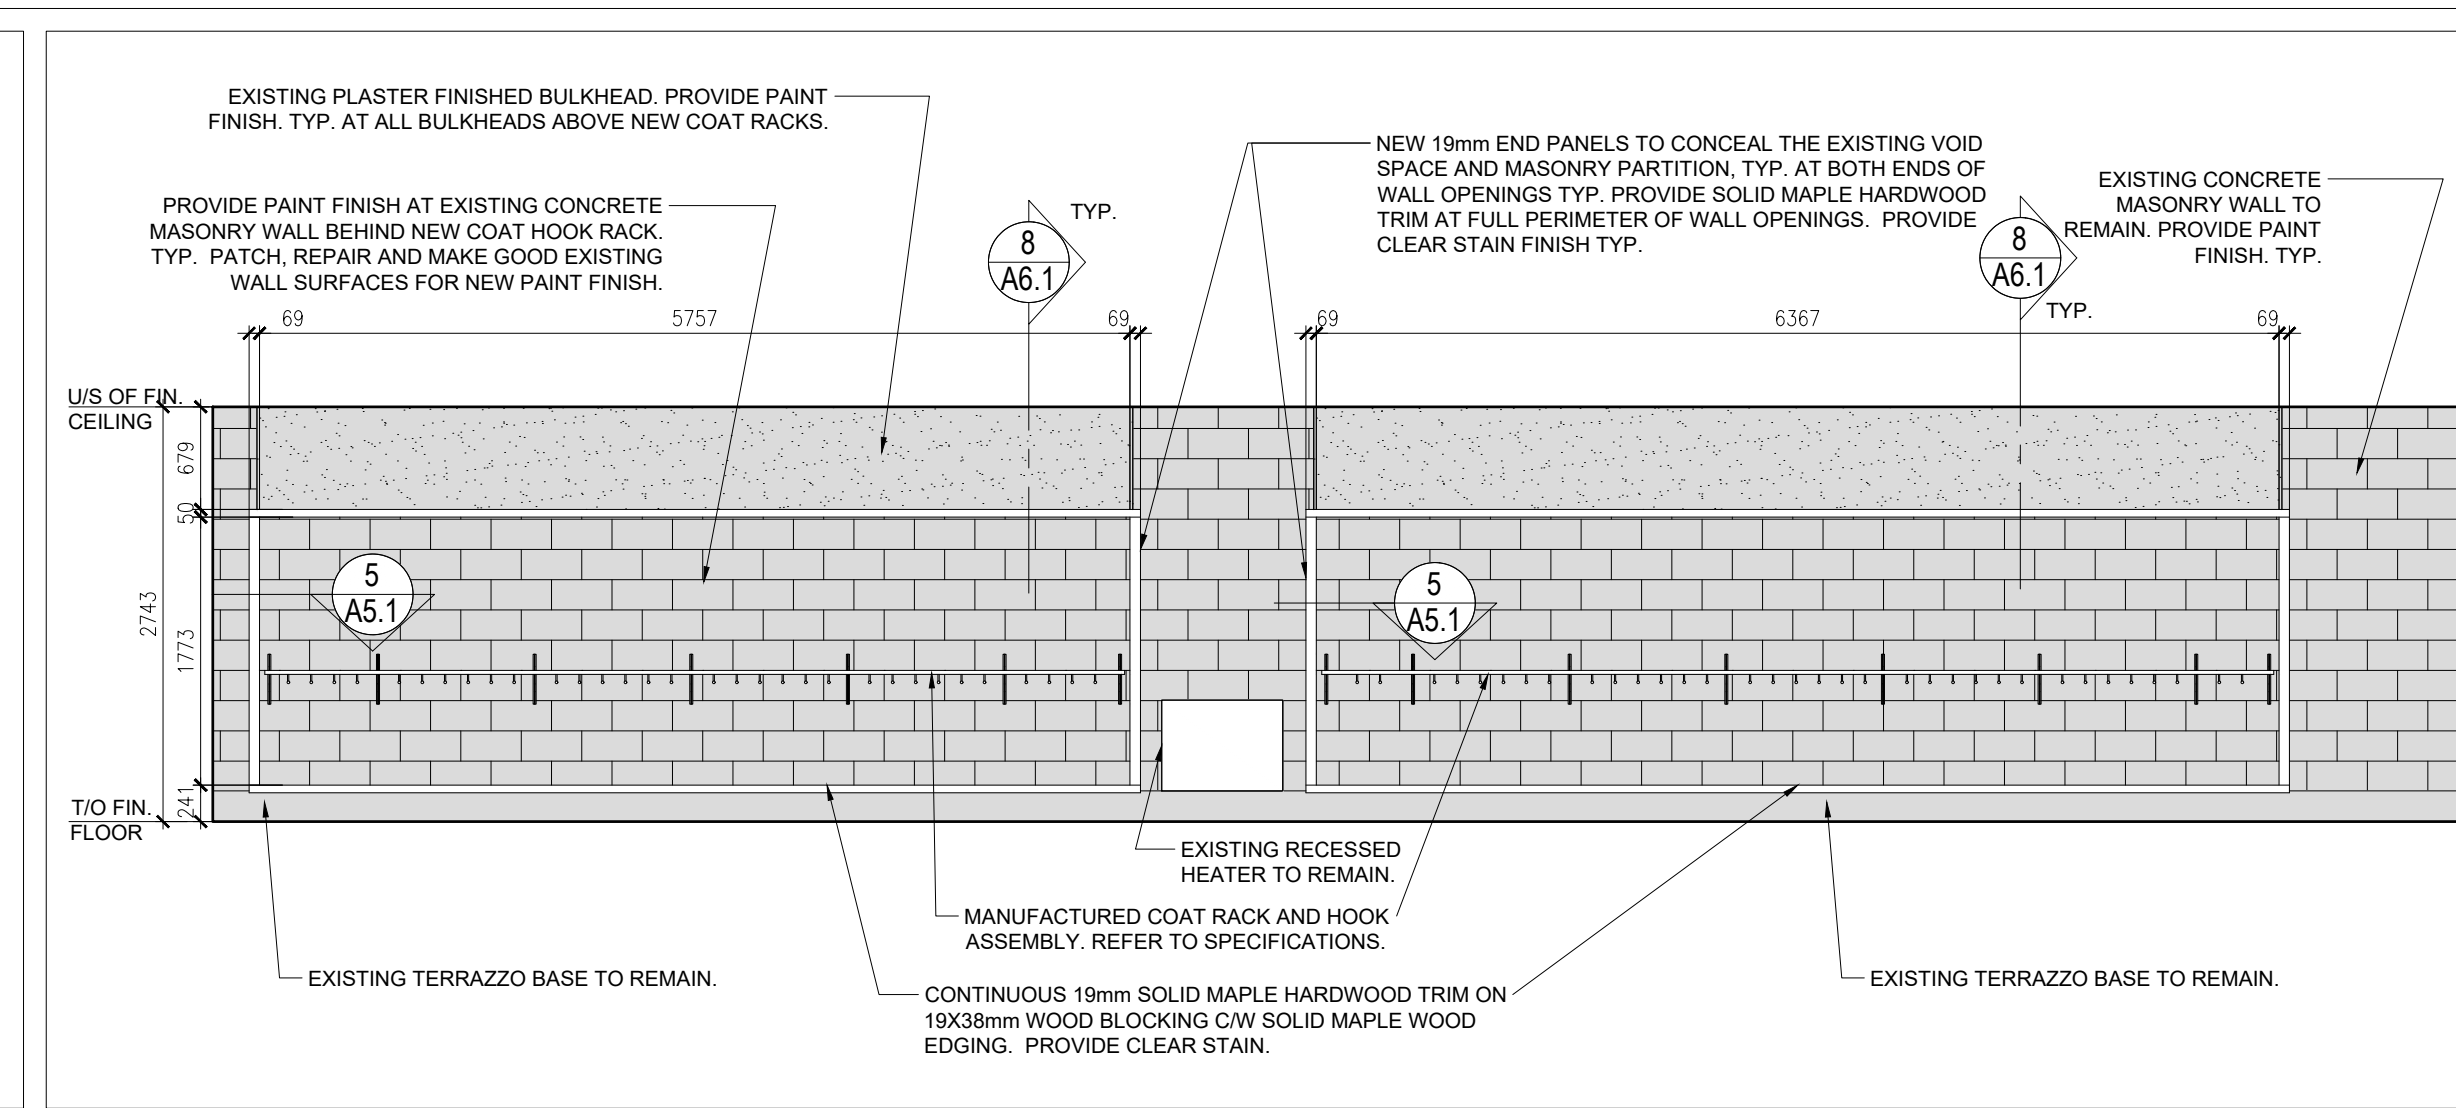 EXISTING PLASTER FINISHED BULKHEAD. PROVIDE PAINT
FINISH. TYP. AT ALL BULKHEADS ABOVE NEW COAT RACKS.
PROVIDE PAINT FINISH AT EXISTING CONCRETE
MASONRY WALL BEHIND NEW COAT HOOK RACK.
TYP. PATCH, REPAIR AND MAKE GOOD EXISTING
WALL SURFACES FOR NEW PAINT FINISH.
TYP.
8
A6.1
NEW 19mm END PANELS TO CONCEAL THE EXISTING VOID
SPACE AND MASONRY PARTITION, TYP. AT BOTH ENDS OF
WALL OPENINGS TYP. PROVIDE SOLID MAPLE HARDWOOD
TRIM AT FULL PERIMETER OF WALL OPENINGS. PROVIDE
CLEAR STAIN FINISH TYP.
8
A6.1
TYP.
EXISTING CONCRETE
MASONRY WALL TO
REMAIN. PROVIDE PAINT
FINISH. TYP.
69
5757
69
69
6367
69
U/S OF FIN.
CEILING
679
50
2743
1773
241
T/O FIN.
FLOOR
5
A5.1
5
A5.1
EXISTING RECESSED
HEATER TO REMAIN.
MANUFACTURED COAT RACK AND HOOK
ASSEMBLY. REFER TO SPECIFICATIONS.
EXISTING TERRAZZO BASE TO REMAIN.
CONTINUOUS 19mm SOLID MAPLE HARDWOOD TRIM ON
19X38mm WOOD BLOCKING C/W SOLID MAPLE WOOD
EDGING. PROVIDE CLEAR STAIN.
EXISTING TERRAZZO BASE TO REMAIN.